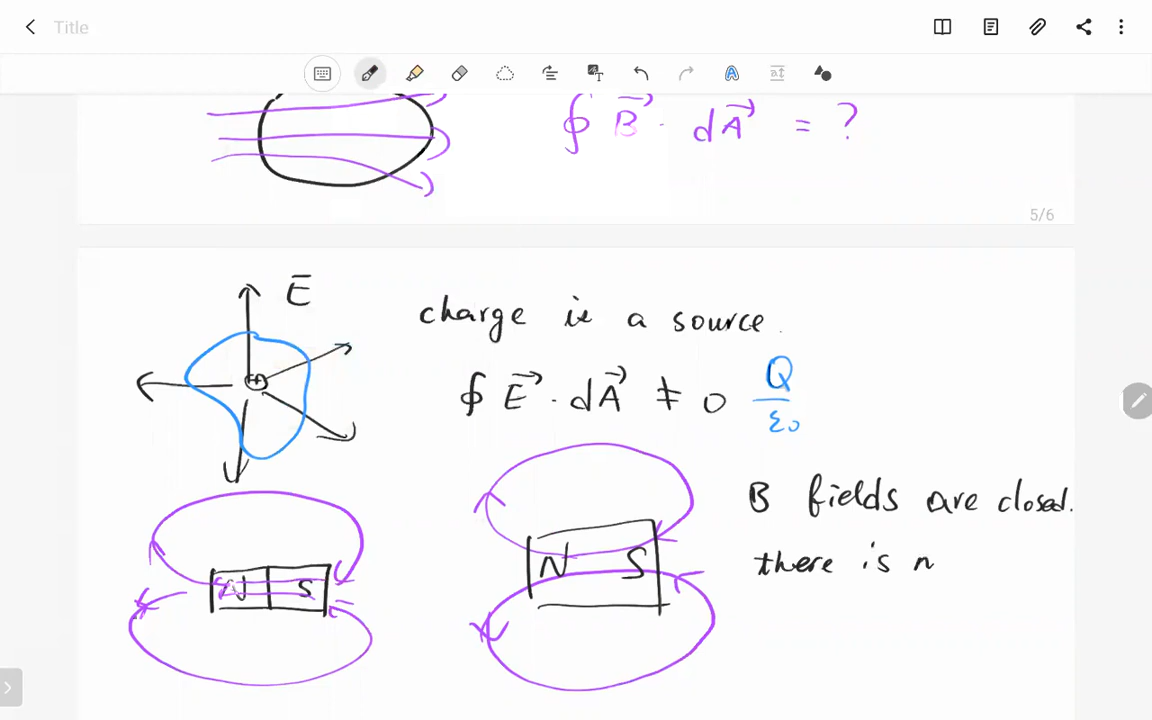 Title
∮ B⃗ · dA⃗ = ?
5/6
E̅
charge is a source.
+
∮ E⃗ · dA⃗ ≠ 0 Q/ε0
B fields are closed.
N S
there is n
N S